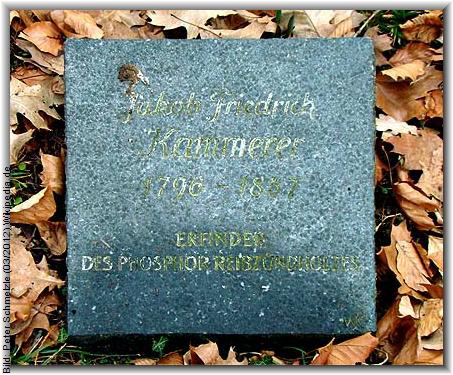 Jakob Friedrich
Kammerer
1796 - 1857
ERFINDER
DES PHOSPHOR REIBZÜNDHOLZES
Bild: Peter Schmelzle (03/2012) Wikipedia.de